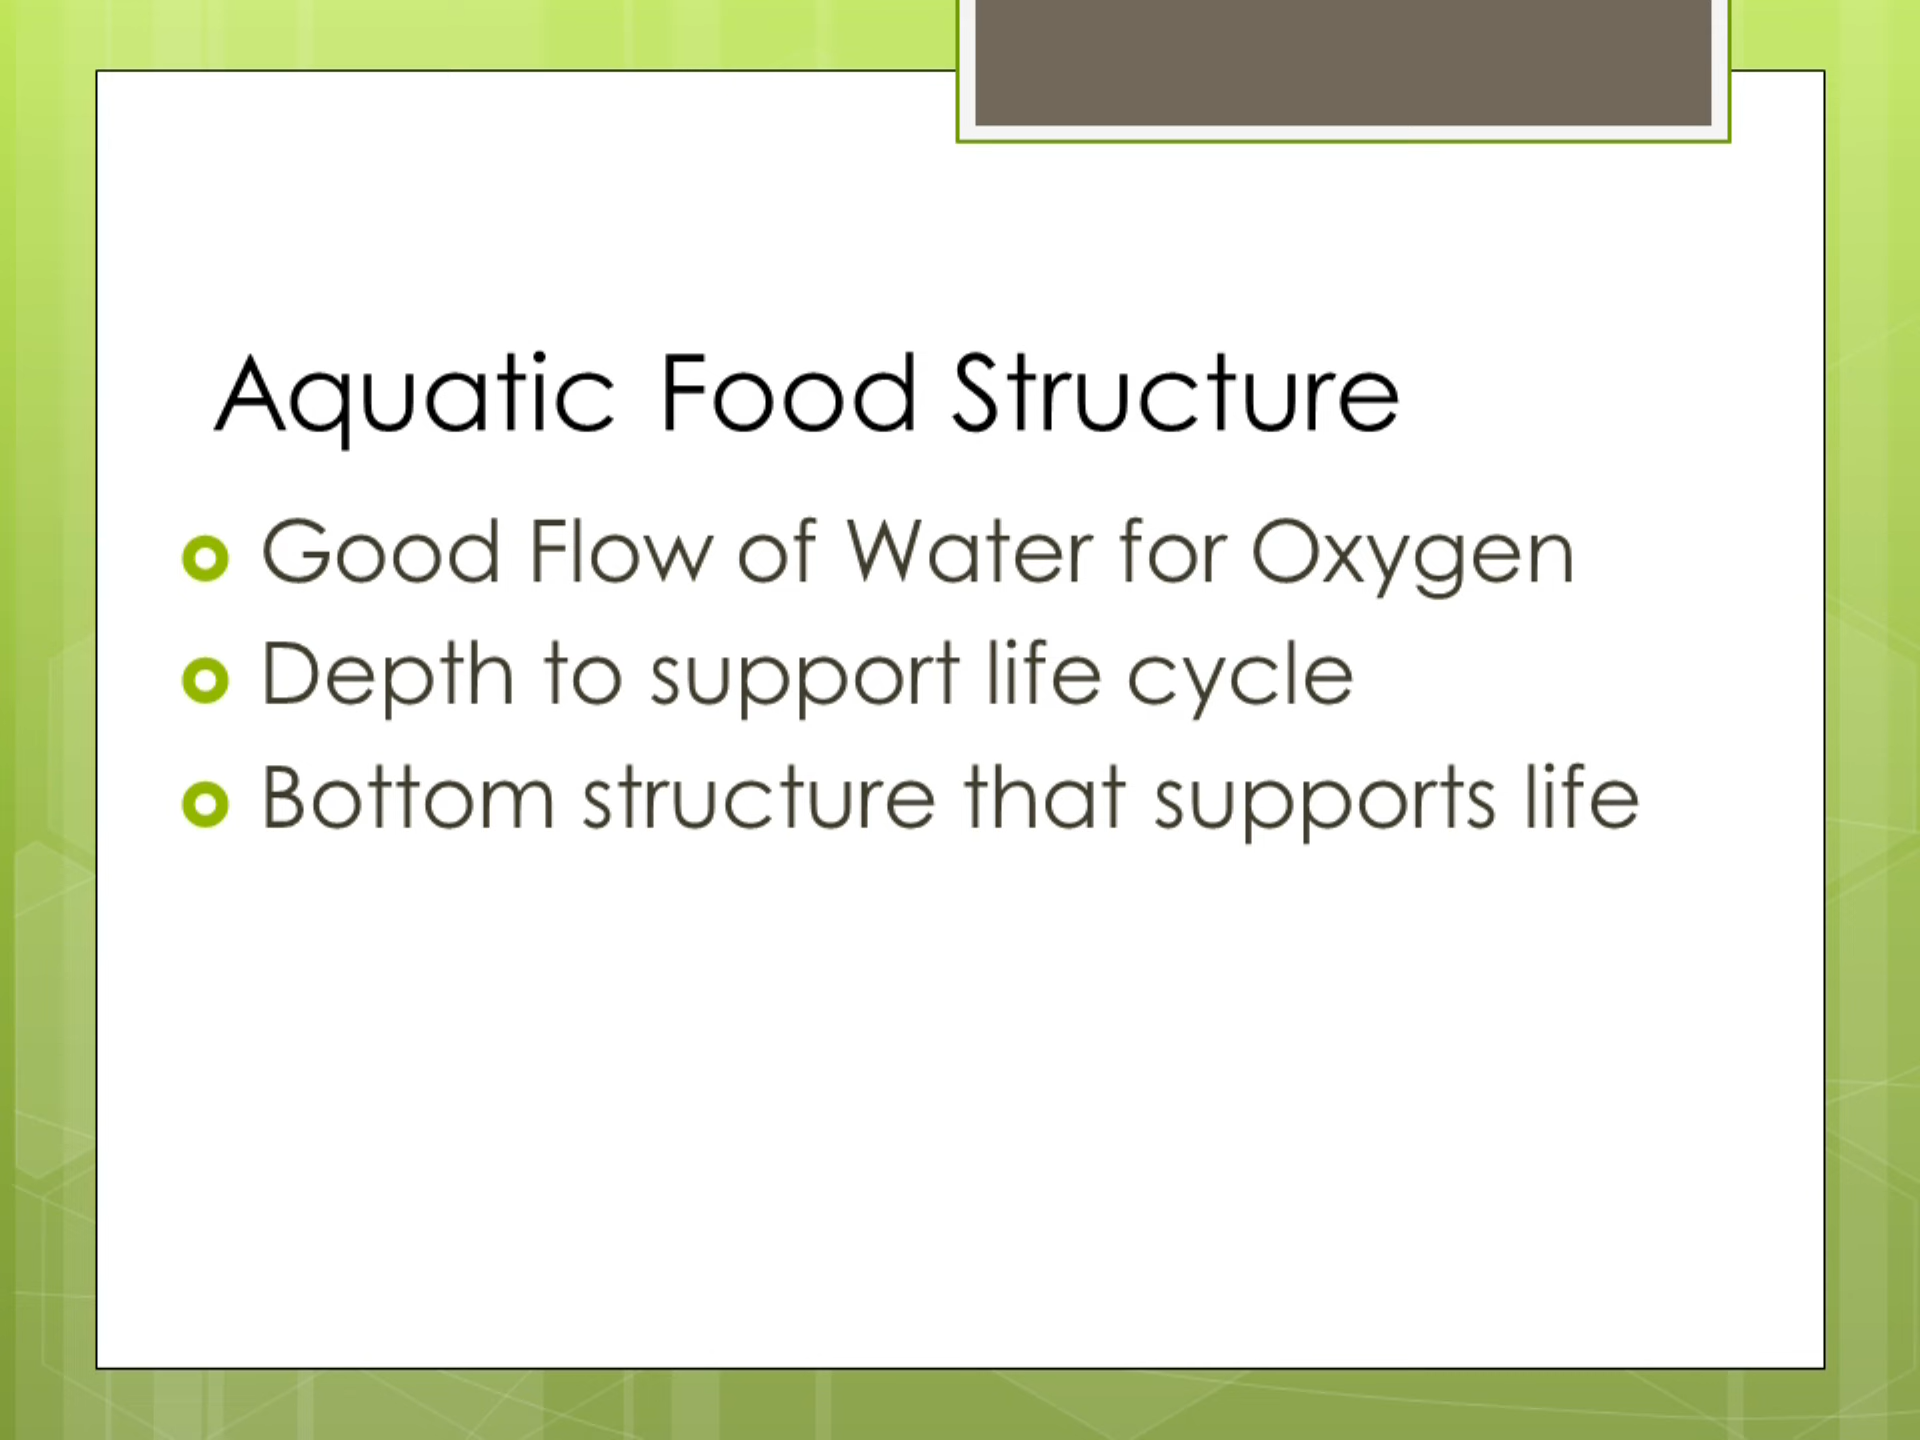 Aquatic Food Structure
Good Flow of Water for Oxygen
Depth to support life cycle
Bottom structure that supports life